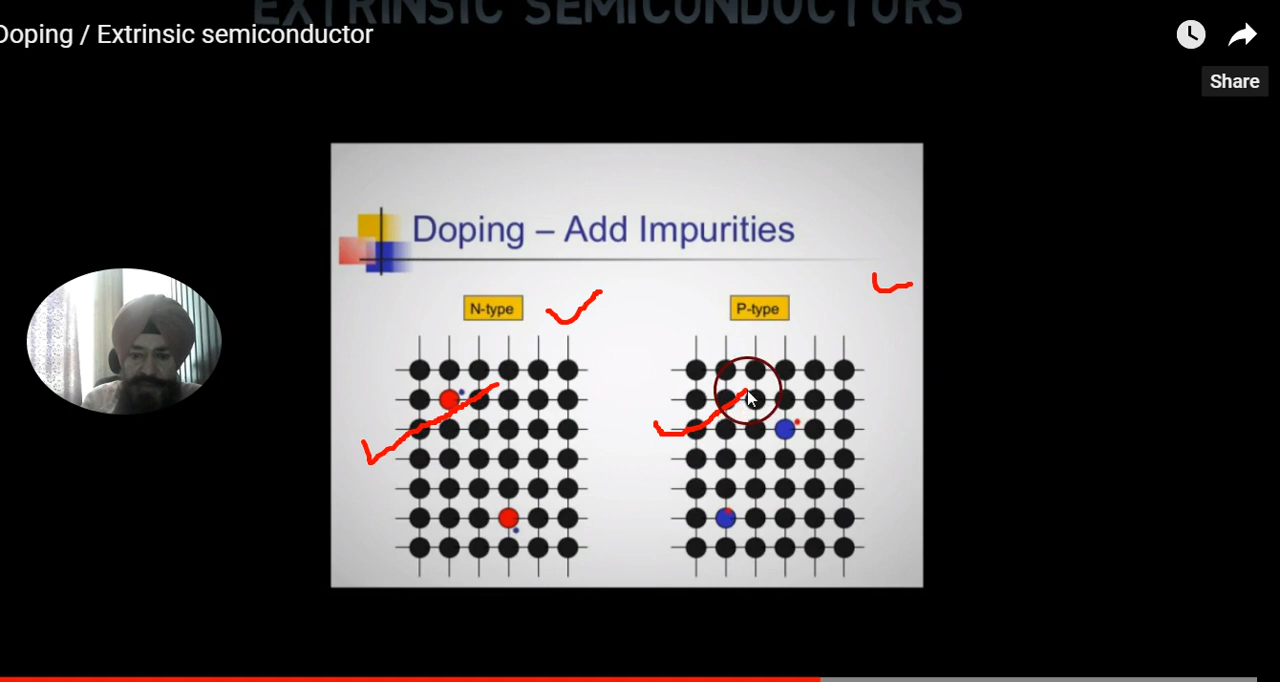 EXTRINSIC SEMICONDUCTORS
Doping / Extrinsic semiconductor
Share
Doping – Add Impurities
N-type
P-type